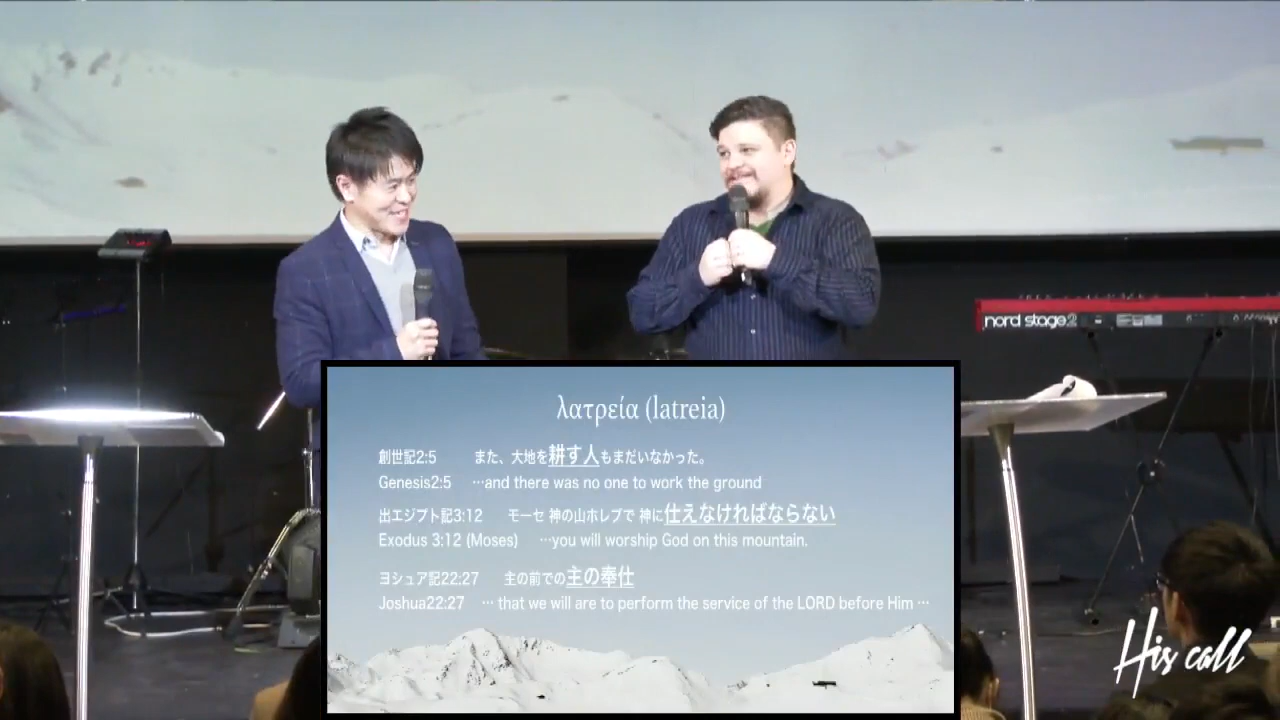 nord stage 2
λατρεία (latreia)
創世記2:5 また、大地を耕す人もまだいなかった。
Genesis2:5 …and there was no one to work the ground
出エジプト記3:12 モーセ 神の山ホレブで 神に仕えなければならない
Exodus 3:12 (Moses) …you will worship God on this mountain.
ヨシュア記22:27 主の前での主の奉仕
Joshua22:27 … that we will are to perform the service of the LORD before Him …
His call